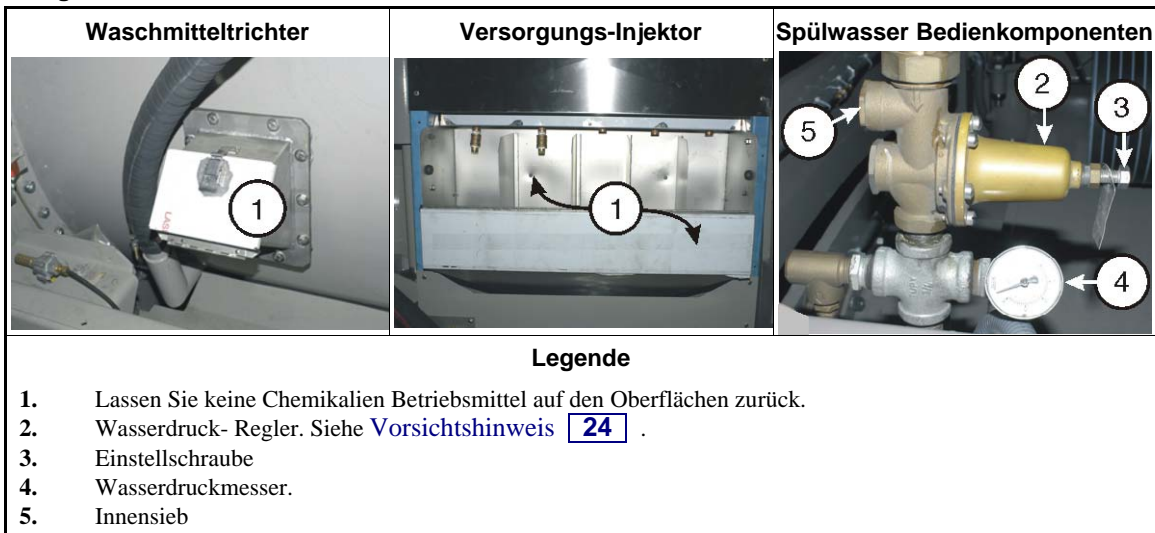 Waschmitteltrichter
Versorgungs-Injektor
Spülwasser Bedienkomponenten
1
1
2
3
5
4
Legende
1. Lassen Sie keine Chemikalien Betriebsmittel auf den Oberflächen zurück.
2. Wasserdruck- Regler. Siehe Vorsichtshinweis 24 .
3. Einstellschraube
4. Wasserdruckmesser.
5. Innensieb